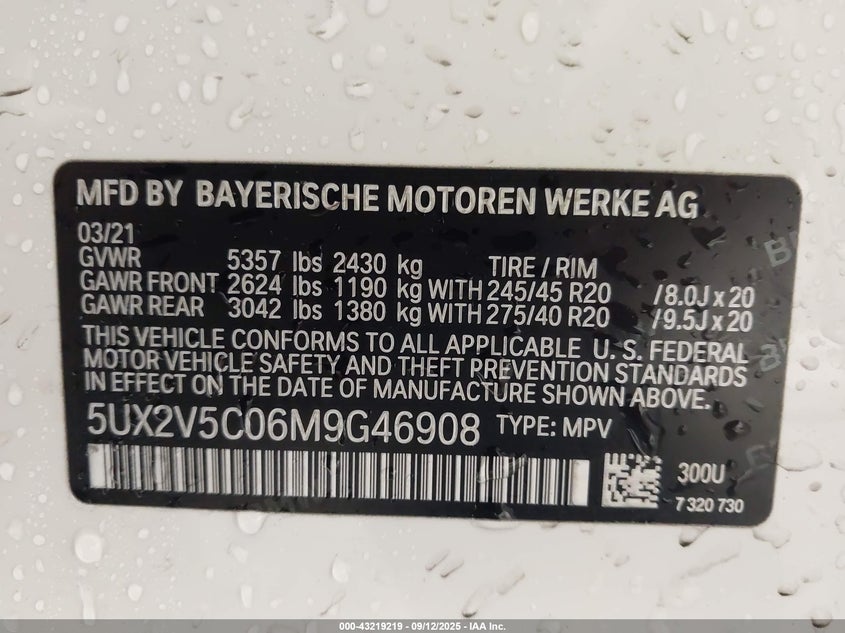 MFD BY BAYERISCHE MOTOREN WERKE AG
03/21
GVWR 5357 lbs 2430 kg TIRE / RIM
GAWR FRONT 2624 lbs 1190 kg WITH 245/45 R20 /8.0J x 20
GAWR REAR 3042 lbs 1380 kg WITH 275/40 R20 /9.5J x 20
THIS VEHICLE CONFORMS TO ALL APPLICABLE U. S. FEDERAL
MOTOR VEHICLE SAFETY AND THEFT PREVENTION STANDARDS
IN EFFECT ON THE DATE OF MANUFACTURE SHOWN ABOVE.
5UX2V5C06M9G46908 TYPE: MPV
300U
7 320 730
000-43219219 - 09/12/2025 - IAA Inc.